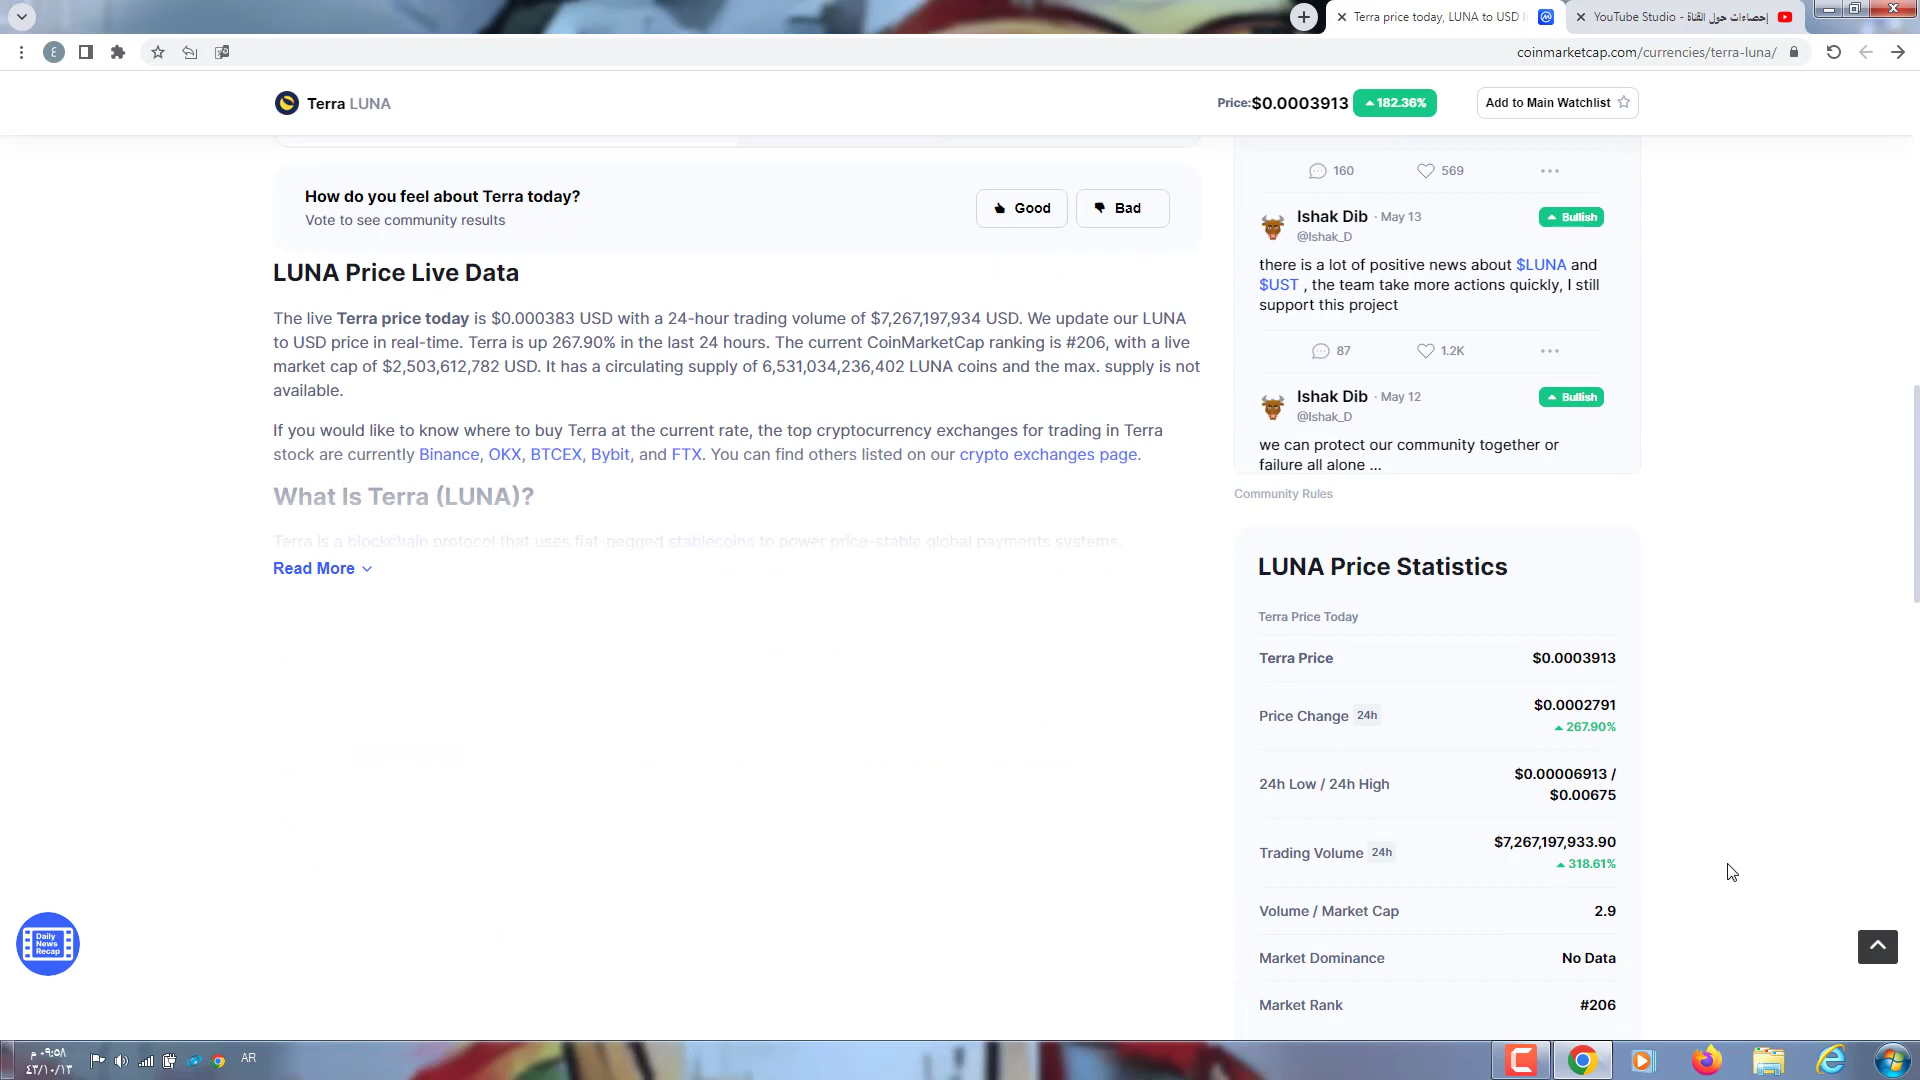 Terra price today, LUNA to USD
YouTube Studio - إحصاءات حول القناة
coinmarketcap.com/currencies/terra-luna/
Terra LUNA
Price:$0.0003913 182.36%
Add to Main Watchlist
How do you feel about Terra today?
Vote to see community results
Good
Bad
LUNA Price Live Data
The live Terra price today is $0.000383 USD with a 24-hour trading volume of $7,267,197,934 USD. We update our LUNA
to USD price in real-time. Terra is up 267.90% in the last 24 hours. The current CoinMarketCap ranking is #206, with a live
market cap of $2,503,612,782 USD. It has a circulating supply of 6,531,034,236,402 LUNA coins and the max. supply is not
available.
If you would like to know where to buy Terra at the current rate, the top cryptocurrency exchanges for trading in Terra
stock are currently Binance, OKX, BTCEX, Bybit, and FTX. You can find others listed on our crypto exchanges page.
What Is Terra (LUNA)?
Terra is a blockchain protocol that uses fiat-pegged stablecoins to power price-stable global payments systems.
Read More
160
569
Ishak Dib · May 13
Bullish
@Ishak_D
there is a lot of positive news about $LUNA and
$UST , the team take more actions quickly, I still
support this project
87
1.2K
Ishak Dib · May 12
Bullish
@Ishak_D
we can protect our community together or
failure all alone ...
Community Rules
LUNA Price Statistics
Terra Price Today
Terra Price
$0.0003913
Price Change 24h
$0.0002791
267.90%
24h Low / 24h High
$0.00006913 /
$0.00675
Trading Volume 24h
$7,267,197,933.90
318.61%
Volume / Market Cap
2.9
Market Dominance
No Data
Market Rank
#206
Daily
News
Recap
٠٩:٥٨ م
٤٣/١٠/١٣
AR